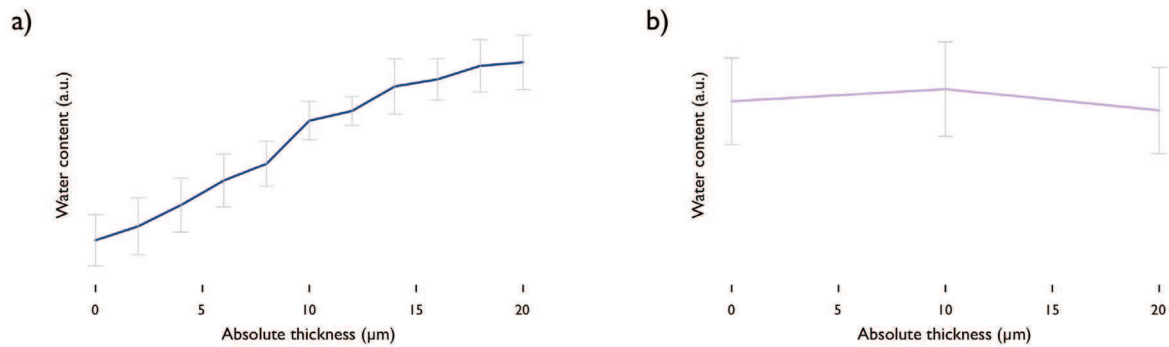 a)
Water content (a.u.)
0 5 10 15 20
Absolute thickness (µm)
b)
Water content (a.u.)
0 5 10 15 20
Absolute thickness (µm)